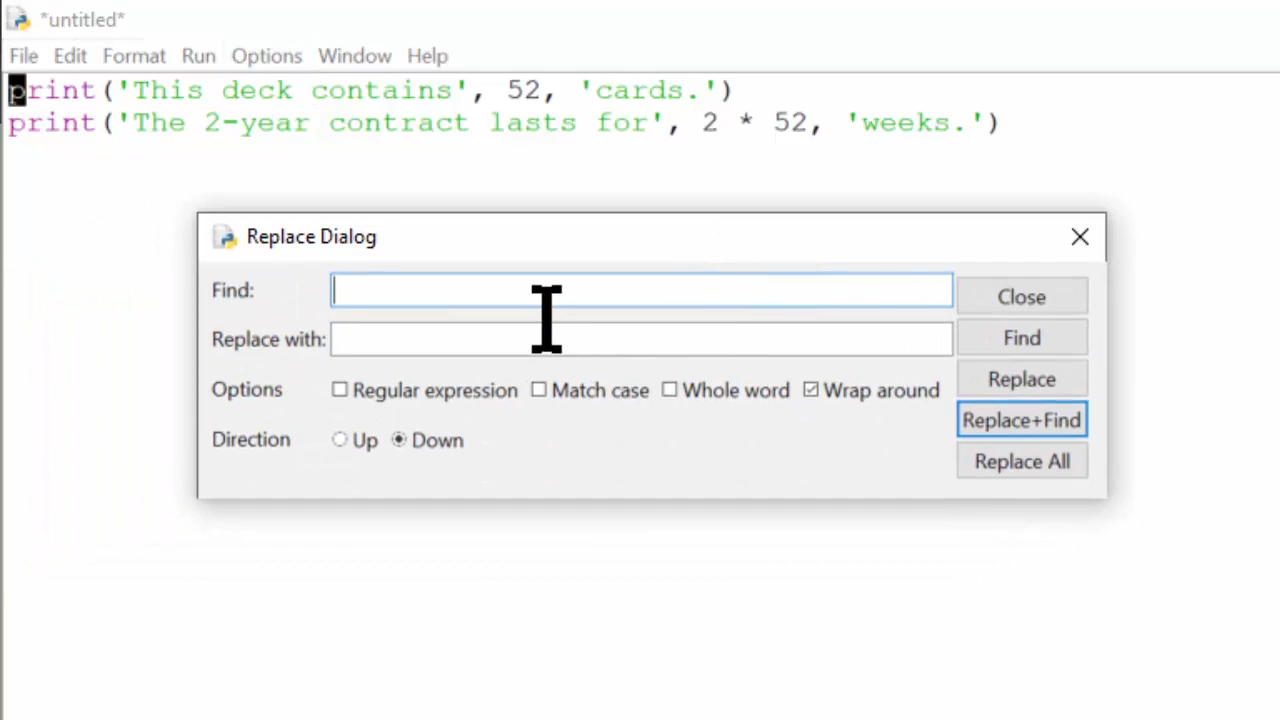 *untitled*
File Edit Format Run Options Window Help
print('This deck contains', 52, 'cards.')
print('The 2-year contract lasts for', 2 * 52, 'weeks.')
Replace Dialog
Find:
Close
Replace with:
Find
Replace
Options Regular expression Match case Whole word Wrap around
Replace+Find
Direction Up Down
Replace All